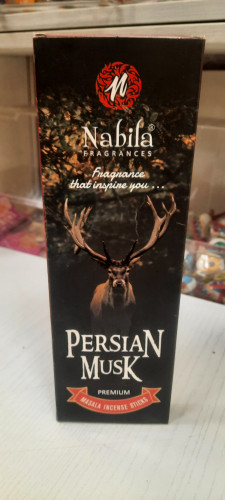 N
Nabila®
FRAGRANCES
Fragrance
that inspire you ...
PERSIAN
MUSK
PREMIUM
MASALA INCENSE STICKS